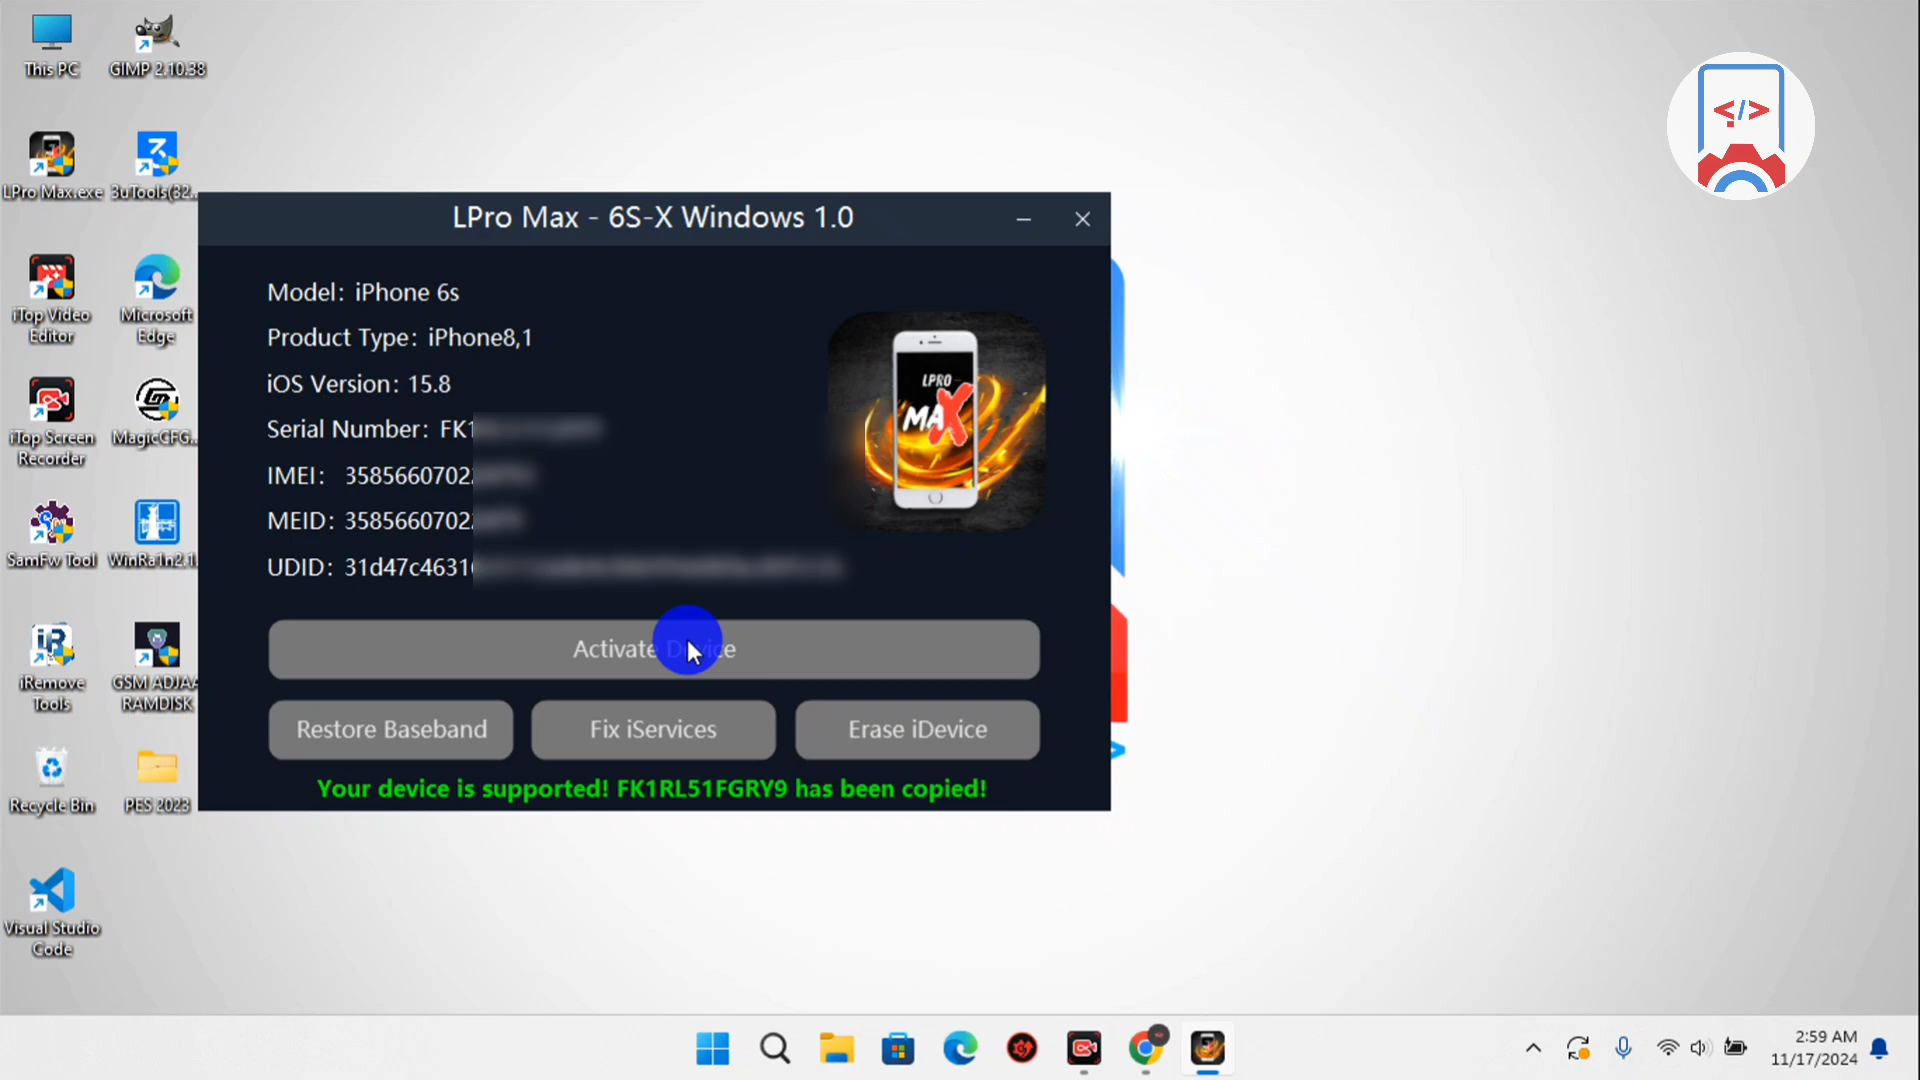 This PC
GIMP 2.10.38
LPro Max.exe
3uTools(32...
iTop Video
Editor
Microsoft
Edge
iTop Screen
Recorder
MagicCFG...
SamFw Tool
WinRa1n2.1.
iRemove
Tools
GSM ADJAA
RAMDISK
Recycle Bin
PES 2023
Visual Studio
Code
LPro Max - 6S-X Windows 1.0
Model: iPhone 6s
Product Type: iPhone8,1
iOS Version: 15.8
Serial Number: FK1
IMEI: 3585660702
MEID: 3585660702
UDID: 31d47c4631
LPRO
MAX
Activate Device
Restore Baseband
Fix iServices
Erase iDevice
Your device is supported! FK1RL51FGRY9 has been copied!
</>
2:59 AM
11/17/2024